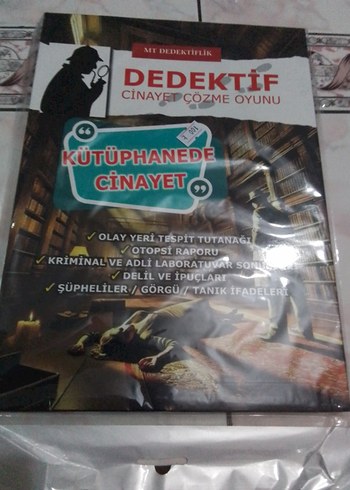 MY DEDEKTİFLİK
DEDEKTİF
CİNAYET ÇÖZME OYUNU
KÜTÜPHANEDE
CİNAYET
OLAY YERİ TESPİT TUTANAĞI
OTOPSİ RAPORU
KRİMİNAL VE ADLİ LABORATUVAR
DELİL VE İPUÇLARI
ŞÜPHELİLER / GÖRGÜ / TANIK İFADELERİ